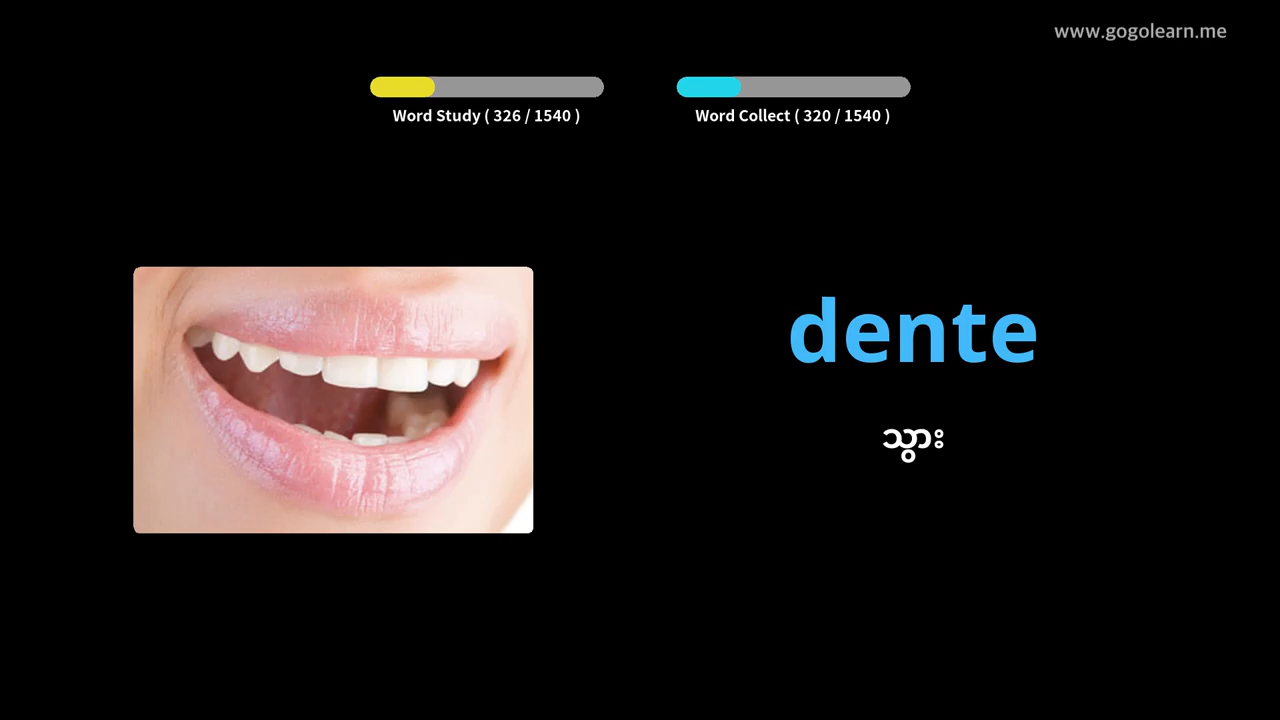 www.gogolearn.me
Word Study ( 326 / 1540 )
Word Collect ( 320 / 1540 )
dente
သွား